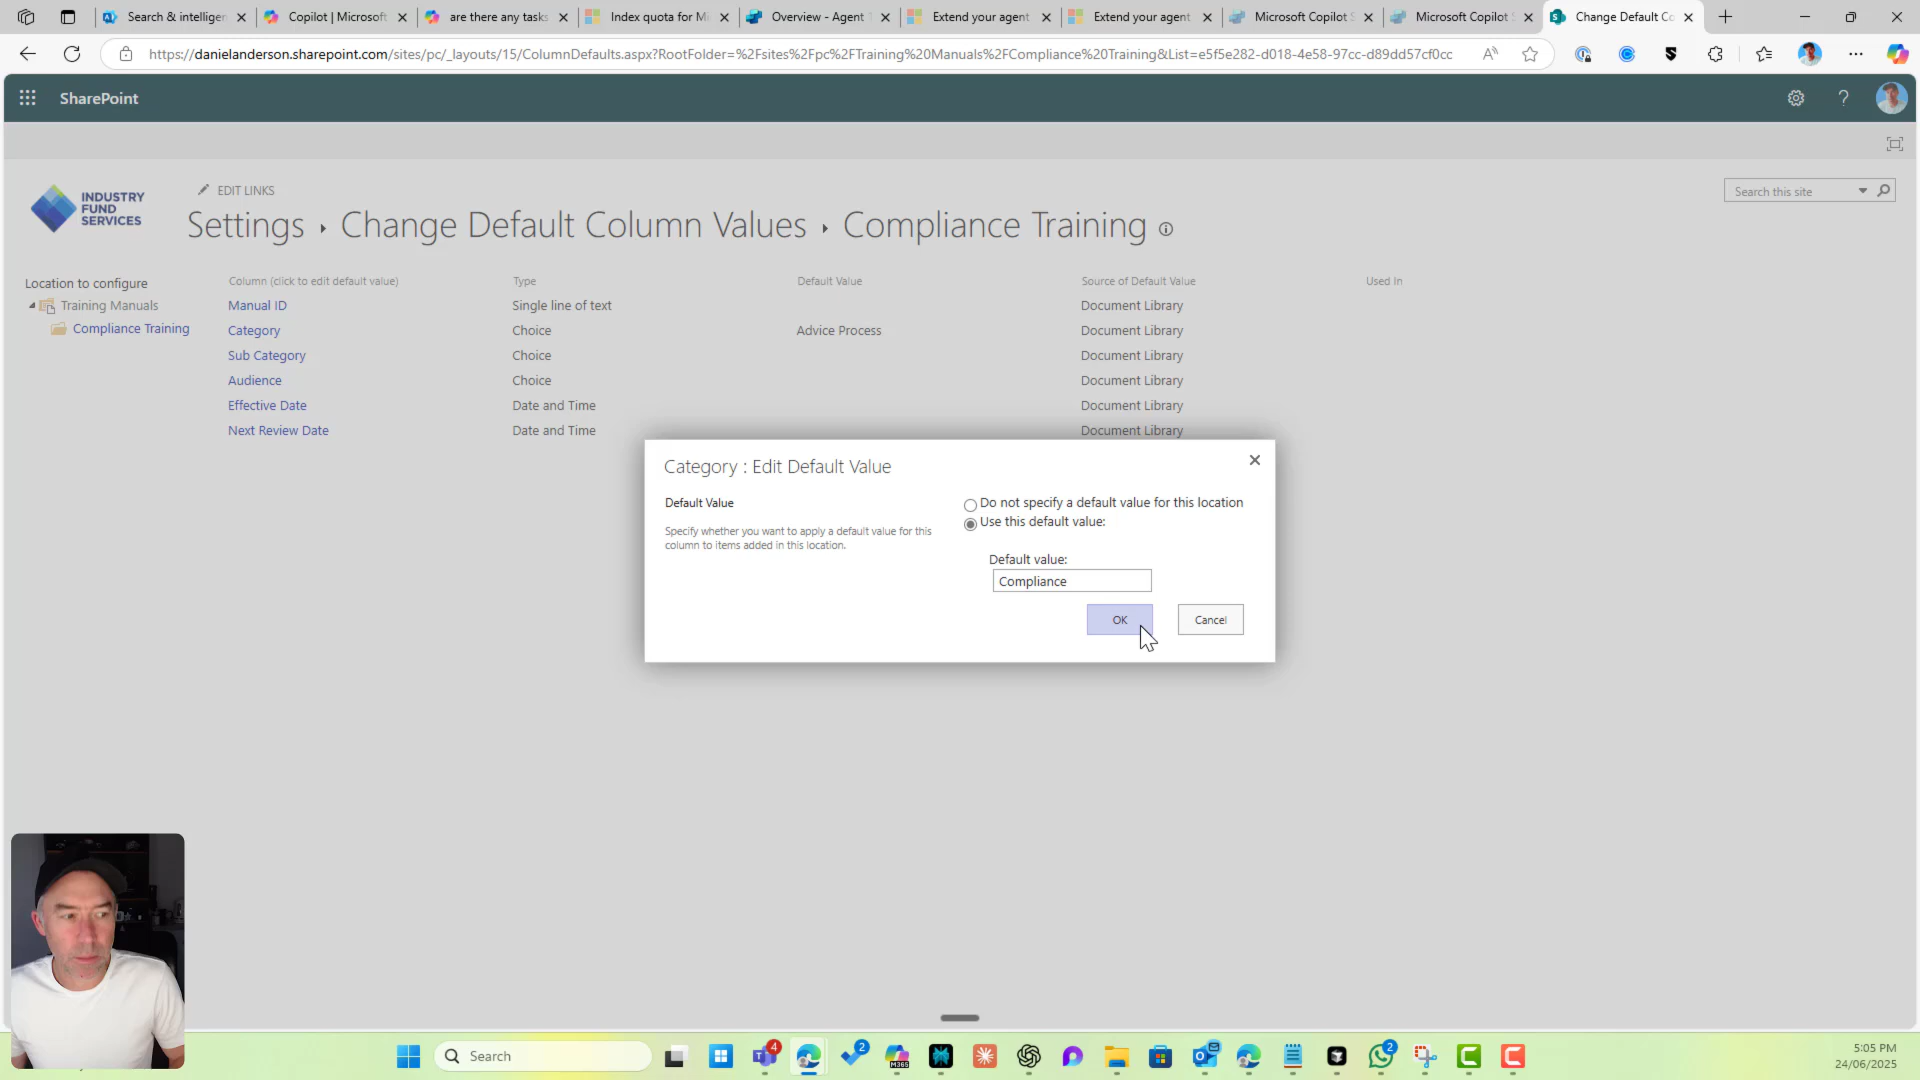 Search & intelligen
Copilot | Microsoft
are there any tasks
Index quota for Mi
Overview - Agent T
Extend your agent
Extend your agent
Microsoft Copilot S
Microsoft Copilot S
Change Default Co
https://danielanderson.sharepoint.com/sites/pc/_layouts/15/ColumnDefaults.aspx?RootFolder=%2Fsites%2Fpc%2FTraining%20Manuals%2FCompliance%20Training&List=e5f5e282-d018-4e58-97cc-d89dd57cf0cc
SharePoint
INDUSTRY
FUND
SERVICES
EDIT LINKS
Search this site
Settings › Change Default Column Values › Compliance Training
Location to configure
Training Manuals
Compliance Training
Column (click to edit default value) Type Default Value Source of Default Value Used In
Manual ID Single line of text Document Library
Category Choice Advice Process Document Library
Sub Category Choice Document Library
Audience Choice Document Library
Effective Date Date and Time Document Library
Next Review Date Date and Time Document Library
Category : Edit Default Value
Default Value
Specify whether you want to apply a default value for this
column to items added in this location.
Do not specify a default value for this location
Use this default value:
Default value:
Compliance
OK
Cancel
Search
4
2
M365
2
5:05 PM
24/06/2025